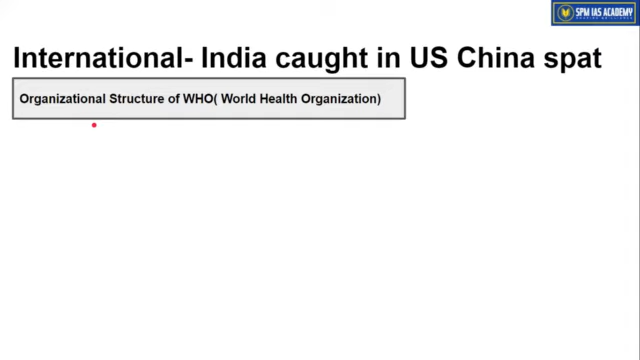 SPM IAS ACADEMY
International- India caught in US China spat
Organizational Structure of WHO( World Health Organization)